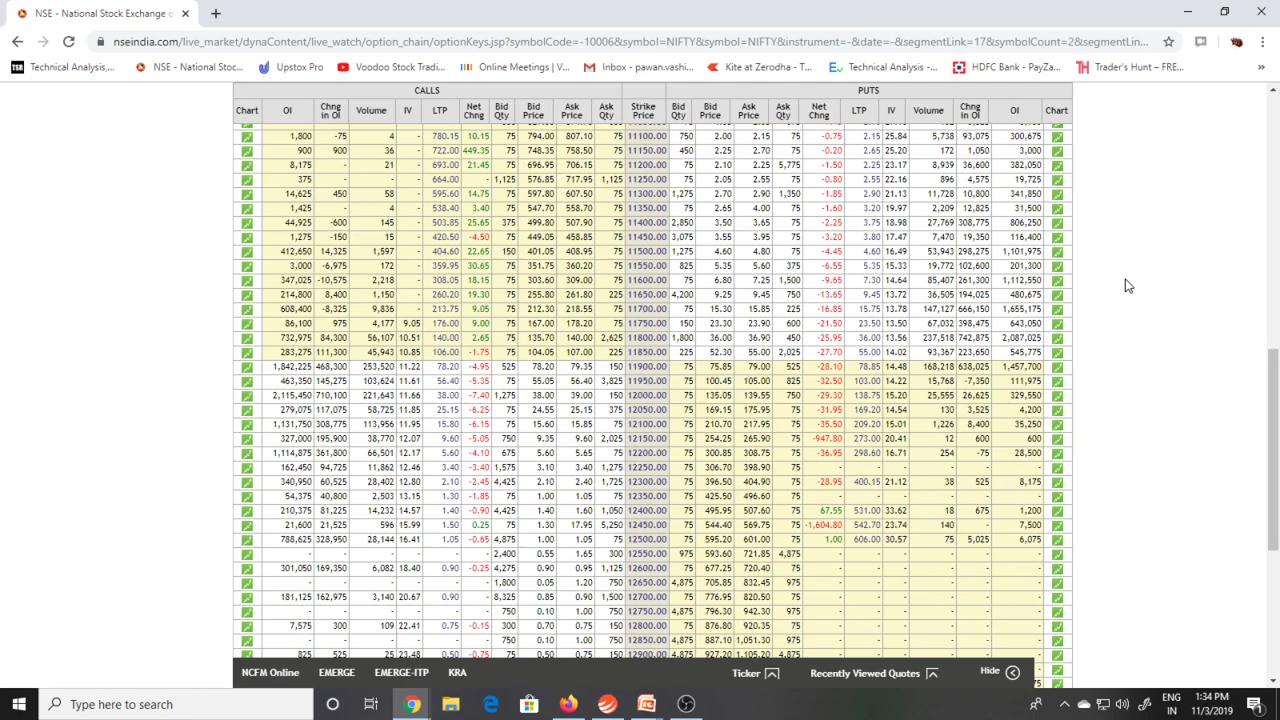 NSE - National Stock Exchange o
nseindia.com/live_market/dynaContent/live_watch/option_chain/optionKeys.jsp?symbolCode=-10006&symbol=NIFTY&symbol=NIFTY&instrument=-&date=-&segmentLink=17&symbolCount=2&segmentLin...
Technical Analysis,... NSE - National Stoc... Upstox Pro Voodoo Stock Tradi... Online Meetings | V... Inbox - pawan.vashi... Kite at Zerodha - T... Technical Analysis -... HDFC Bank - PayZa... Trader's Hunt – FRE... »
CALLS PUTS
Chart OI Chng in OI Volume IV LTP Net Chng Bid Qty Bid Price Ask Price Ask Qty Strike Price Bid Qty Bid Price Ask Price Ask Qty Net Chng LTP IV Volume Chng in OI OI Chart
1,800 -75 4 - 780.15 10.15 75 794.00 807.10 75 11100.00 750 2.00 2.15 75 -0.75 2.15 25.84 5,738 93,075 300,675
900 900 36 - 722.00 449.35 75 748.35 758.50 75 11150.00 450 2.25 2.70 75 -0.20 2.65 25.20 172 1,050 3,000
8,175 - 21 - 693.00 21.45 75 696.95 706.15 75 11200.00 75 2.10 2.25 5,775 -1.50 2.25 23.17 8,939 36,600 382,050
375 - - - 664.00 - 1,125 576.85 717.95 1,125 11250.00 75 2.05 2.55 75 -0.80 2.55 22.16 896 4,575 19,725
14,625 450 58 - 595.60 14.75 75 597.80 607.50 75 11300.00 1,275 2.70 2.90 1,350 -1.85 2.90 21.13 11,728 10,800 341,850
1,425 - 4 - 538.40 3.40 75 547.70 558.70 75 11350.00 75 2.65 4.00 75 -1.60 3.20 19.97 2,209 12,825 31,500
44,925 -600 145 - 503.85 25.65 375 499.80 507.90 75 11400.00 2,850 3.50 3.65 75 -2.25 3.75 18.98 27,769 308,775 806,250
1,275 -150 15 - 420.50 -4.50 75 449.05 458.85 75 11450.00 3,075 3.55 3.95 75 -3.20 3.80 17.47 7,470 19,350 116,400
412,650 14,325 1,597 - 404.60 22.65 150 401.05 408.95 75 11500.00 1,275 4.60 4.80 75 -4.45 4.60 16.49 53,943 298,275 1,101,975
3,000 -6,975 172 - 359.95 30.65 75 351.75 360.20 75 11550.00 825 5.35 5.60 375 -6.55 5.35 15.33 19,772 102,600 201,300
347,025 -10,575 2,218 - 308.05 18.15 75 303.60 309.00 75 11600.00 75 6.80 7.25 1,500 -9.65 7.30 14.64 85,407 261,300 1,112,550
214,800 8,400 1,150 - 260.20 19.30 75 255.80 261.80 225 11650.00 4,200 9.25 9.45 750 -13.65 9.45 13.72 36,505 194,025 480,675
608,400 -8,325 9,836 - 213.75 9.05 75 212.30 218.55 75 11700.00 75 15.30 15.85 225 -16.85 15.75 13.78 147,127 666,150 1,655,175
86,100 975 4,177 9.05 176.00 9.00 75 167.00 178.20 75 11750.00 150 23.30 23.90 600 -21.50 23.50 13.50 67,032 398,475 643,050
732,975 84,300 56,107 10.51 140.00 2.65 75 135.70 140.00 2,625 11800.00 1,800 36.00 36.90 450 -25.95 36.00 13.56 237,518 742,875 2,087,025
283,275 111,300 45,943 10.85 106.00 -1.75 75 104.05 107.00 225 11850.00 225 52.30 55.00 2,025 -27.70 55.00 14.02 93,367 223,650 545,775
1,842,225 468,300 253,520 11.22 78.20 -4.95 525 78.20 79.35 150 11900.00 75 75.85 79.00 525 -28.10 78.85 14.48 168,218 638,025 1,457,700
463,350 145,275 103,624 11.61 56.40 -5.35 75 55.05 56.40 3,825 11950.00 75 100.45 105.00 825 -32.50 103.00 14.22 15,768 -7,350 111,975
2,115,450 710,100 221,643 11.66 38.00 -7.40 1,275 38.00 39.00 150 12000.00 75 135.05 139.55 750 -29.30 138.75 15.20 25,555 26,625 329,550
279,075 117,075 58,725 11.85 25.15 -6.25 75 24.55 25.15 375 12050.00 75 169.15 175.95 75 -31.95 169.20 14.54 130 3,525 4,200
1,131,750 308,775 113,956 11.95 15.80 -6.15 75 15.60 15.85 75 12100.00 75 210.70 217.95 75 -35.50 209.20 15.01 1,226 8,400 35,250
327,000 195,900 38,770 12.07 9.60 -5.05 750 9.35 9.60 2,025 12150.00 75 254.25 265.90 75 -947.80 273.00 20.41 12 600 600
1,114,875 361,800 66,501 12.17 5.60 -4.10 675 5.60 5.65 75 12200.00 75 300.85 308.75 75 -36.95 298.60 16.71 254 -75 28,500
162,450 94,725 11,862 12.46 3.40 -3.40 1,575 3.10 3.40 1,275 12250.00 75 306.70 398.90 75 - - - - - -
340,950 60,525 28,402 12.80 2.10 -2.45 4,425 2.10 2.40 1,725 12300.00 75 396.50 404.90 75 -28.95 400.15 21.12 38 525 8,175
54,375 40,800 2,503 13.15 1.30 -1.85 75 1.00 1.05 75 12350.00 75 425.50 496.60 75 - - - - - -
210,375 81,225 14,232 14.57 1.40 -0.90 4,425 1.40 1.60 1,050 12400.00 75 495.95 507.60 75 67.55 531.00 33.62 18 675 1,200
21,600 21,525 596 15.99 1.50 0.25 75 1.30 17.95 5,250 12450.00 75 544.40 569.75 75 -1,604.80 542.70 23.74 140 - 7,500
788,625 328,950 28,144 16.41 1.05 -0.65 4,875 1.00 1.05 75 12500.00 75 595.20 601.00 75 1.00 606.00 30.57 75 5,025 6,075
- - - - - - 2,400 0.55 1.65 300 12550.00 975 593.60 721.85 4,875 - - - - - -
301,050 169,350 6,082 18.40 0.90 -0.25 4,275 0.90 0.95 1,125 12600.00 75 677.25 720.40 75 - - - - - -
- - - - - - 1,800 0.05 1.20 750 12650.00 4,875 705.85 832.45 975 - - - - - -
181,125 162,975 3,140 20.67 0.90 - 8,325 0.85 0.90 1,500 12700.00 75 776.95 820.50 75 - - - - - -
- - - - - - 750 0.10 1.00 750 12750.00 4,875 796.30 942.30 975 - - - - - -
7,575 300 109 22.41 0.75 -0.15 300 0.70 0.75 150 12800.00 75 876.80 920.35 75 - - - - - -
- - - - - - 750 0.10 1.00 750 12850.00 4,875 887.10 1,051.30 975 - - - - - -
825 525 25 23.48 0.50 -0.75 75 0.50 0.75 75 12900.00 4,875 927.20 1,105.20 4,875 - - - - - -
NCFM Online EMERGE EMERGE-ITP KRA Ticker Recently Viewed Quotes Hide
Type here to search ENG IN 1:34 PM 11/3/2019